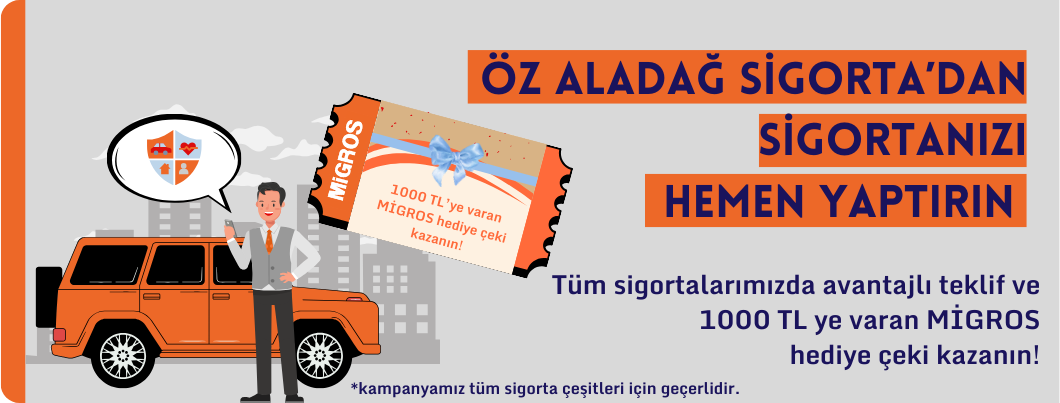 ÖZ ALADAĞ SİGORTA'DAN
SİGORTANIZI
HEMEN YAPTIRIN
MİGROS
1000 TL'ye varan
MİGROS hediye çeki
kazanın!
Tüm sigortalarımızda avantajlı teklif ve
1000 TL ye varan MİGROS
hediye çeki kazanın!
*kampanyamız tüm sigorta çeşitleri için geçerlidir.